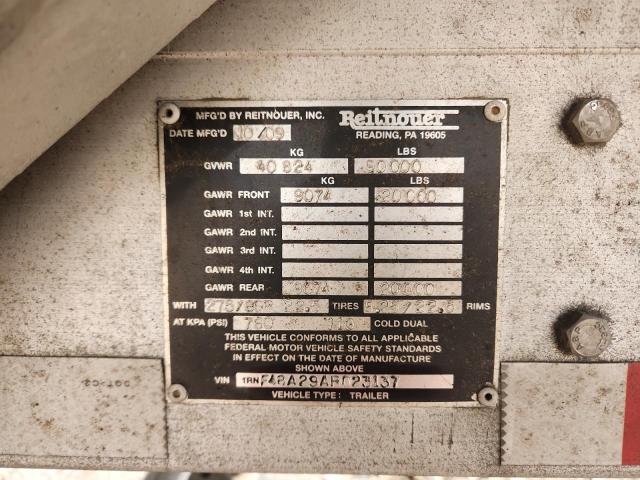 MFG'D BY REITNOUER, INC. Reitnouer
DATE MFG'D 10/09 READING, PA 19605
KG LBS
GVWR 40 824 90000
KG LBS
GAWR FRONT 9074 20000
GAWR 1st INT.
GAWR 2nd INT.
GAWR 3rd INT.
GAWR 4th INT.
GAWR REAR 9074 20000
WITH TIRES RIMS
AT KPA (PSI) 760 COLD DUAL
THIS VEHICLE CONFORMS TO ALL APPLICABLE
FEDERAL MOTOR VEHICLE SAFETY STANDARDS
IN EFFECT ON THE DATE OF MANUFACTURE
SHOWN ABOVE
VIN 1RNF48A29AR023137
VEHICLE TYPE: TRAILER